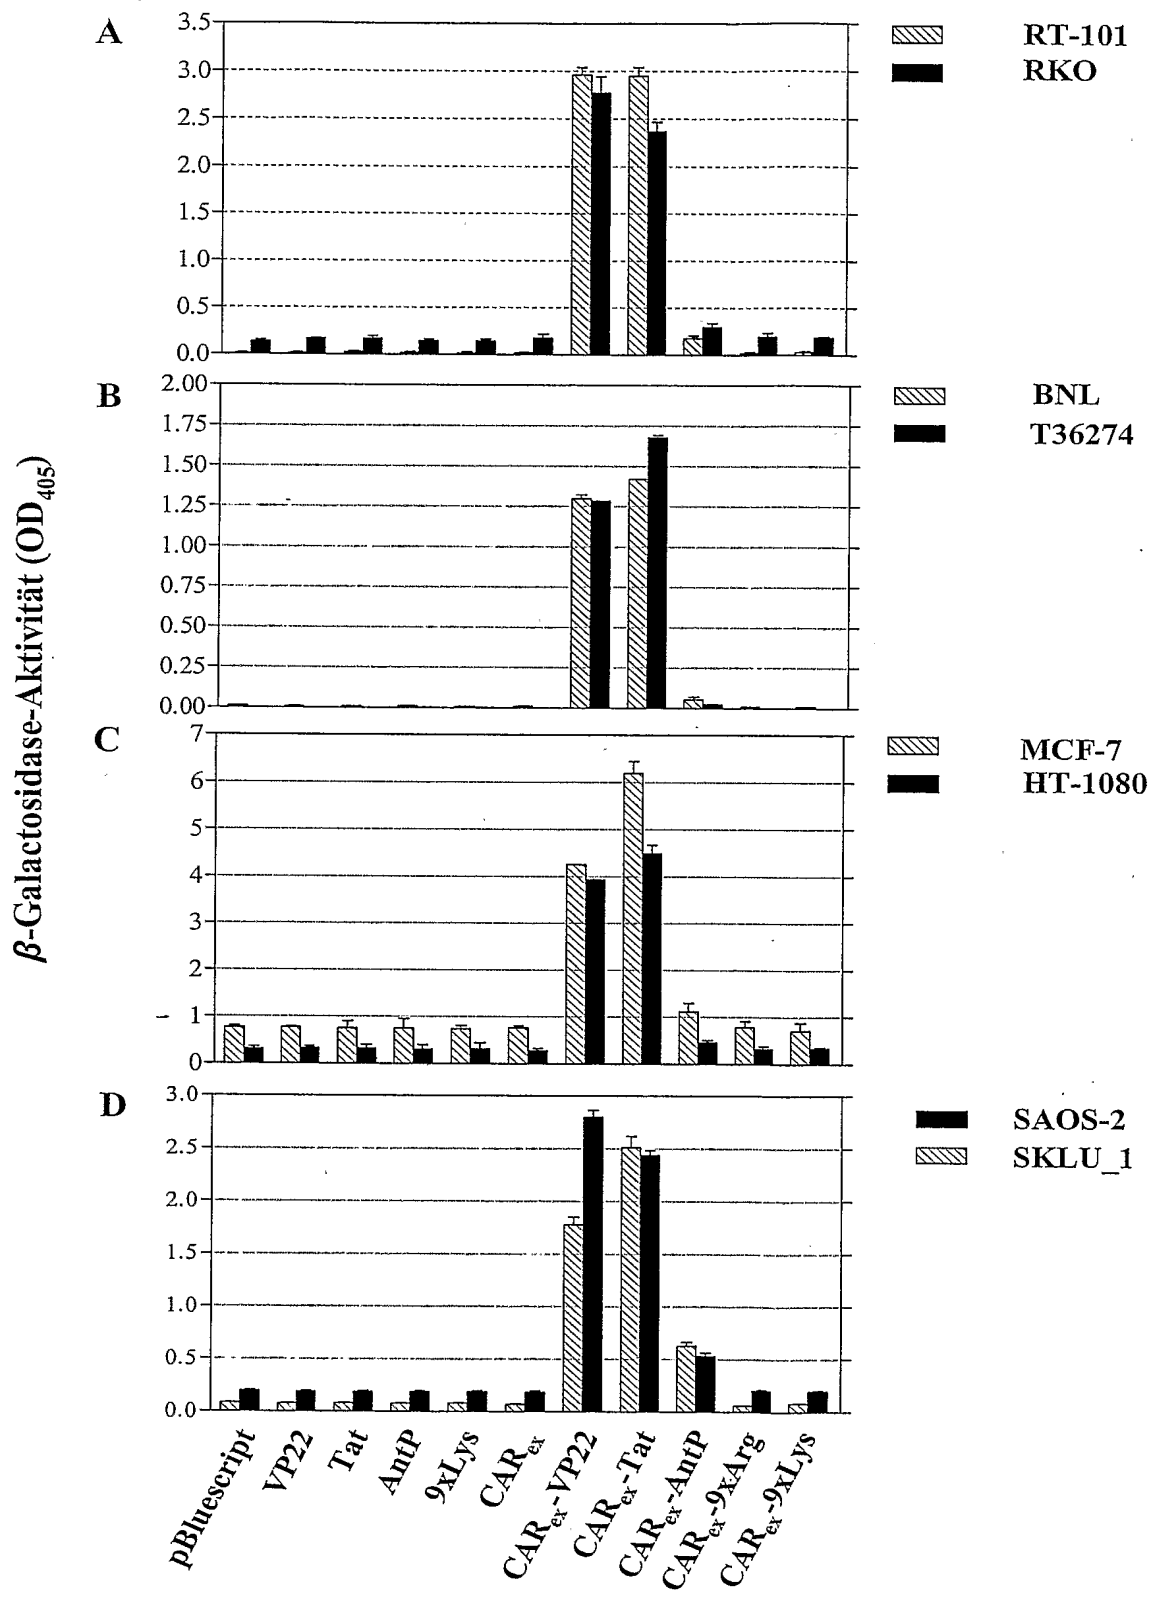 β-Galactosidase-Aktivität (OD405)
A
3.5
3.0
2.5
2.0
1.5
1.0
0.5
0.0
RT-101
RKO
B
2.00
1.75
1.50
1.25
1.00
0.75
0.50
0.25
0.00
BNL
T36274
C
7
6
5
4
3
2
1
0
MCF-7
HT-1080
D
3.0
2.5
2.0
1.5
1.0
0.5
0.0
SAOS-2
SKLU_1
pBluescript
VP22
Tat
AntP
9xLys
CARex
CARex-VP22
CARex-Tat
CARex-AntP
CARex-9xArg
CARex-9xLys